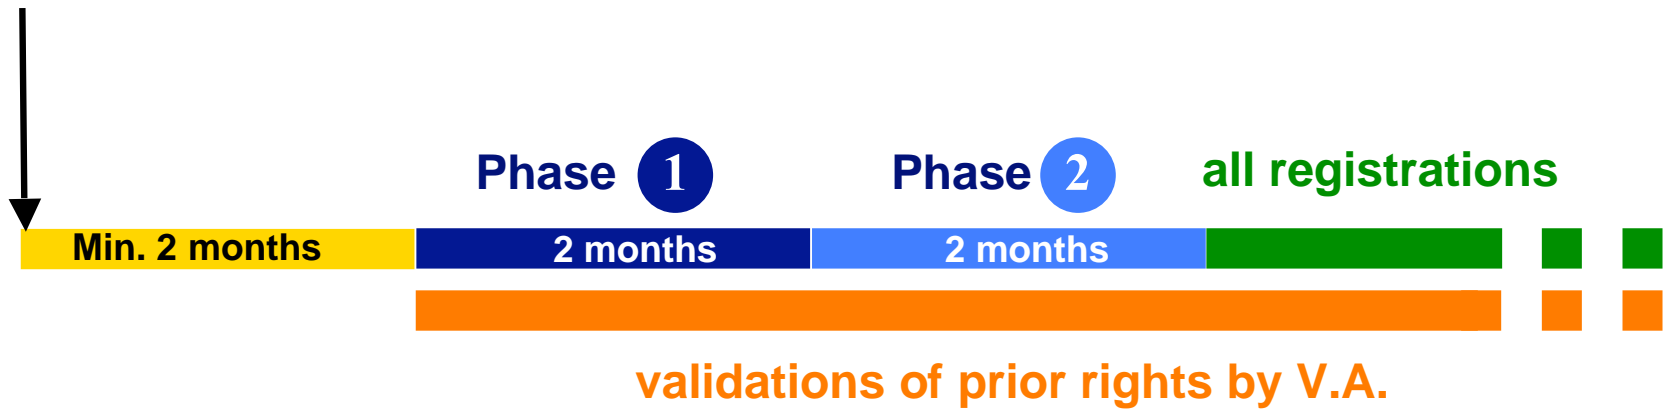 Phase 1 Phase 2 all registrations
Min. 2 months 2 months 2 months
validations of prior rights by V.A.